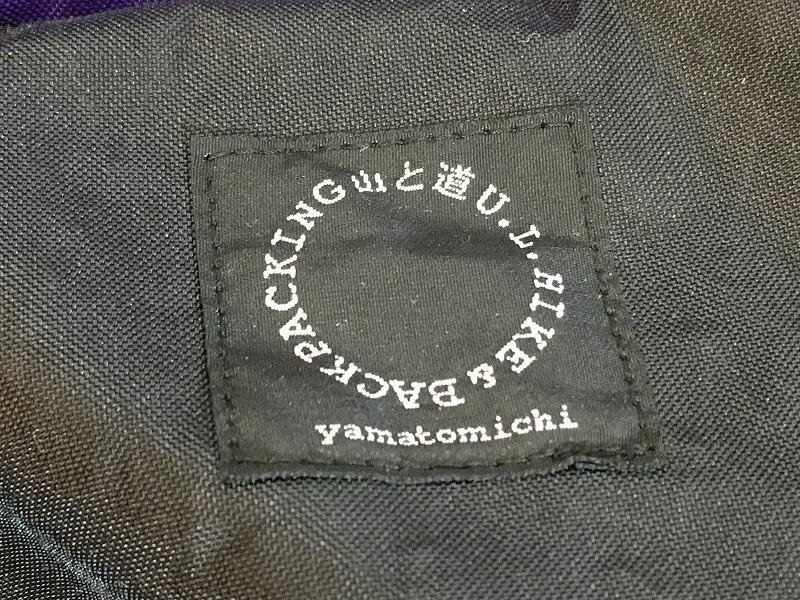 山と道 U.L. HIKE & BACKPACKING
yamatomichi